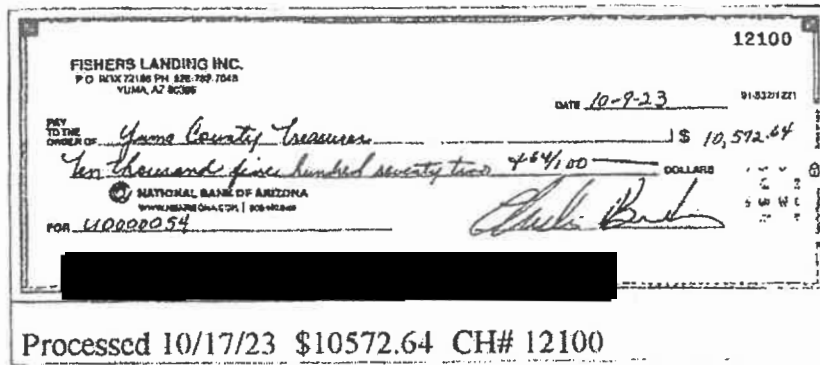 12100
FISHERS LANDING INC.
YUMA, AZ
DATE 10-9-23
PAY
TO THE
ORDER OF Yuma County Treasurer $ 10,572.64
Ten thousand five hundred seventy two +64/100 DOLLARS
NATIONAL BANK OF ARIZONA
FOR U0000054
Processed 10/17/23 $10572.64 CH# 12100